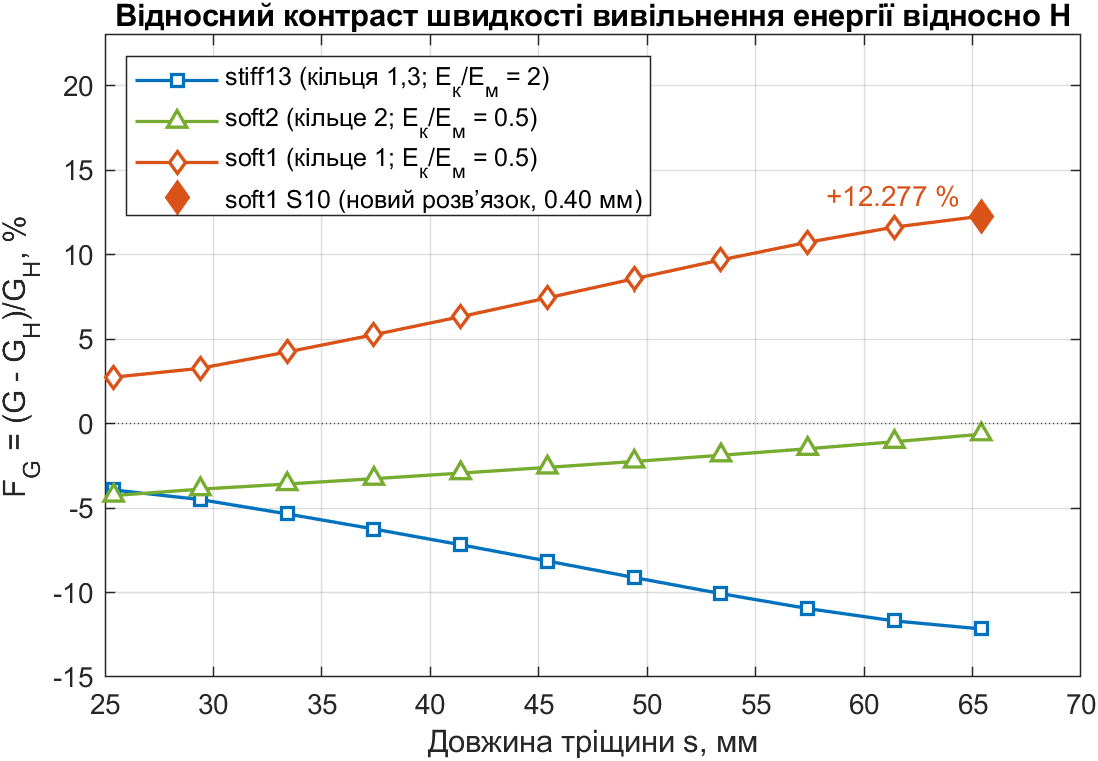 Відносний контраст швидкості вивільнення енергії відносно H
stiff13 (кільця 1,3; Eк/Eм = 2)
soft2 (кільце 2; Eк/Eм = 0.5)
soft1 (кільце 1; Eк/Eм = 0.5)
soft1 S10 (новий розв’язок, 0.40 мм)
+12.277 %
F_G = (G - G_H)/G_H, %
20
15
10
5
0
-5
-10
-15
25 30 35 40 45 50 55 60 65 70
Довжина тріщини s, мм